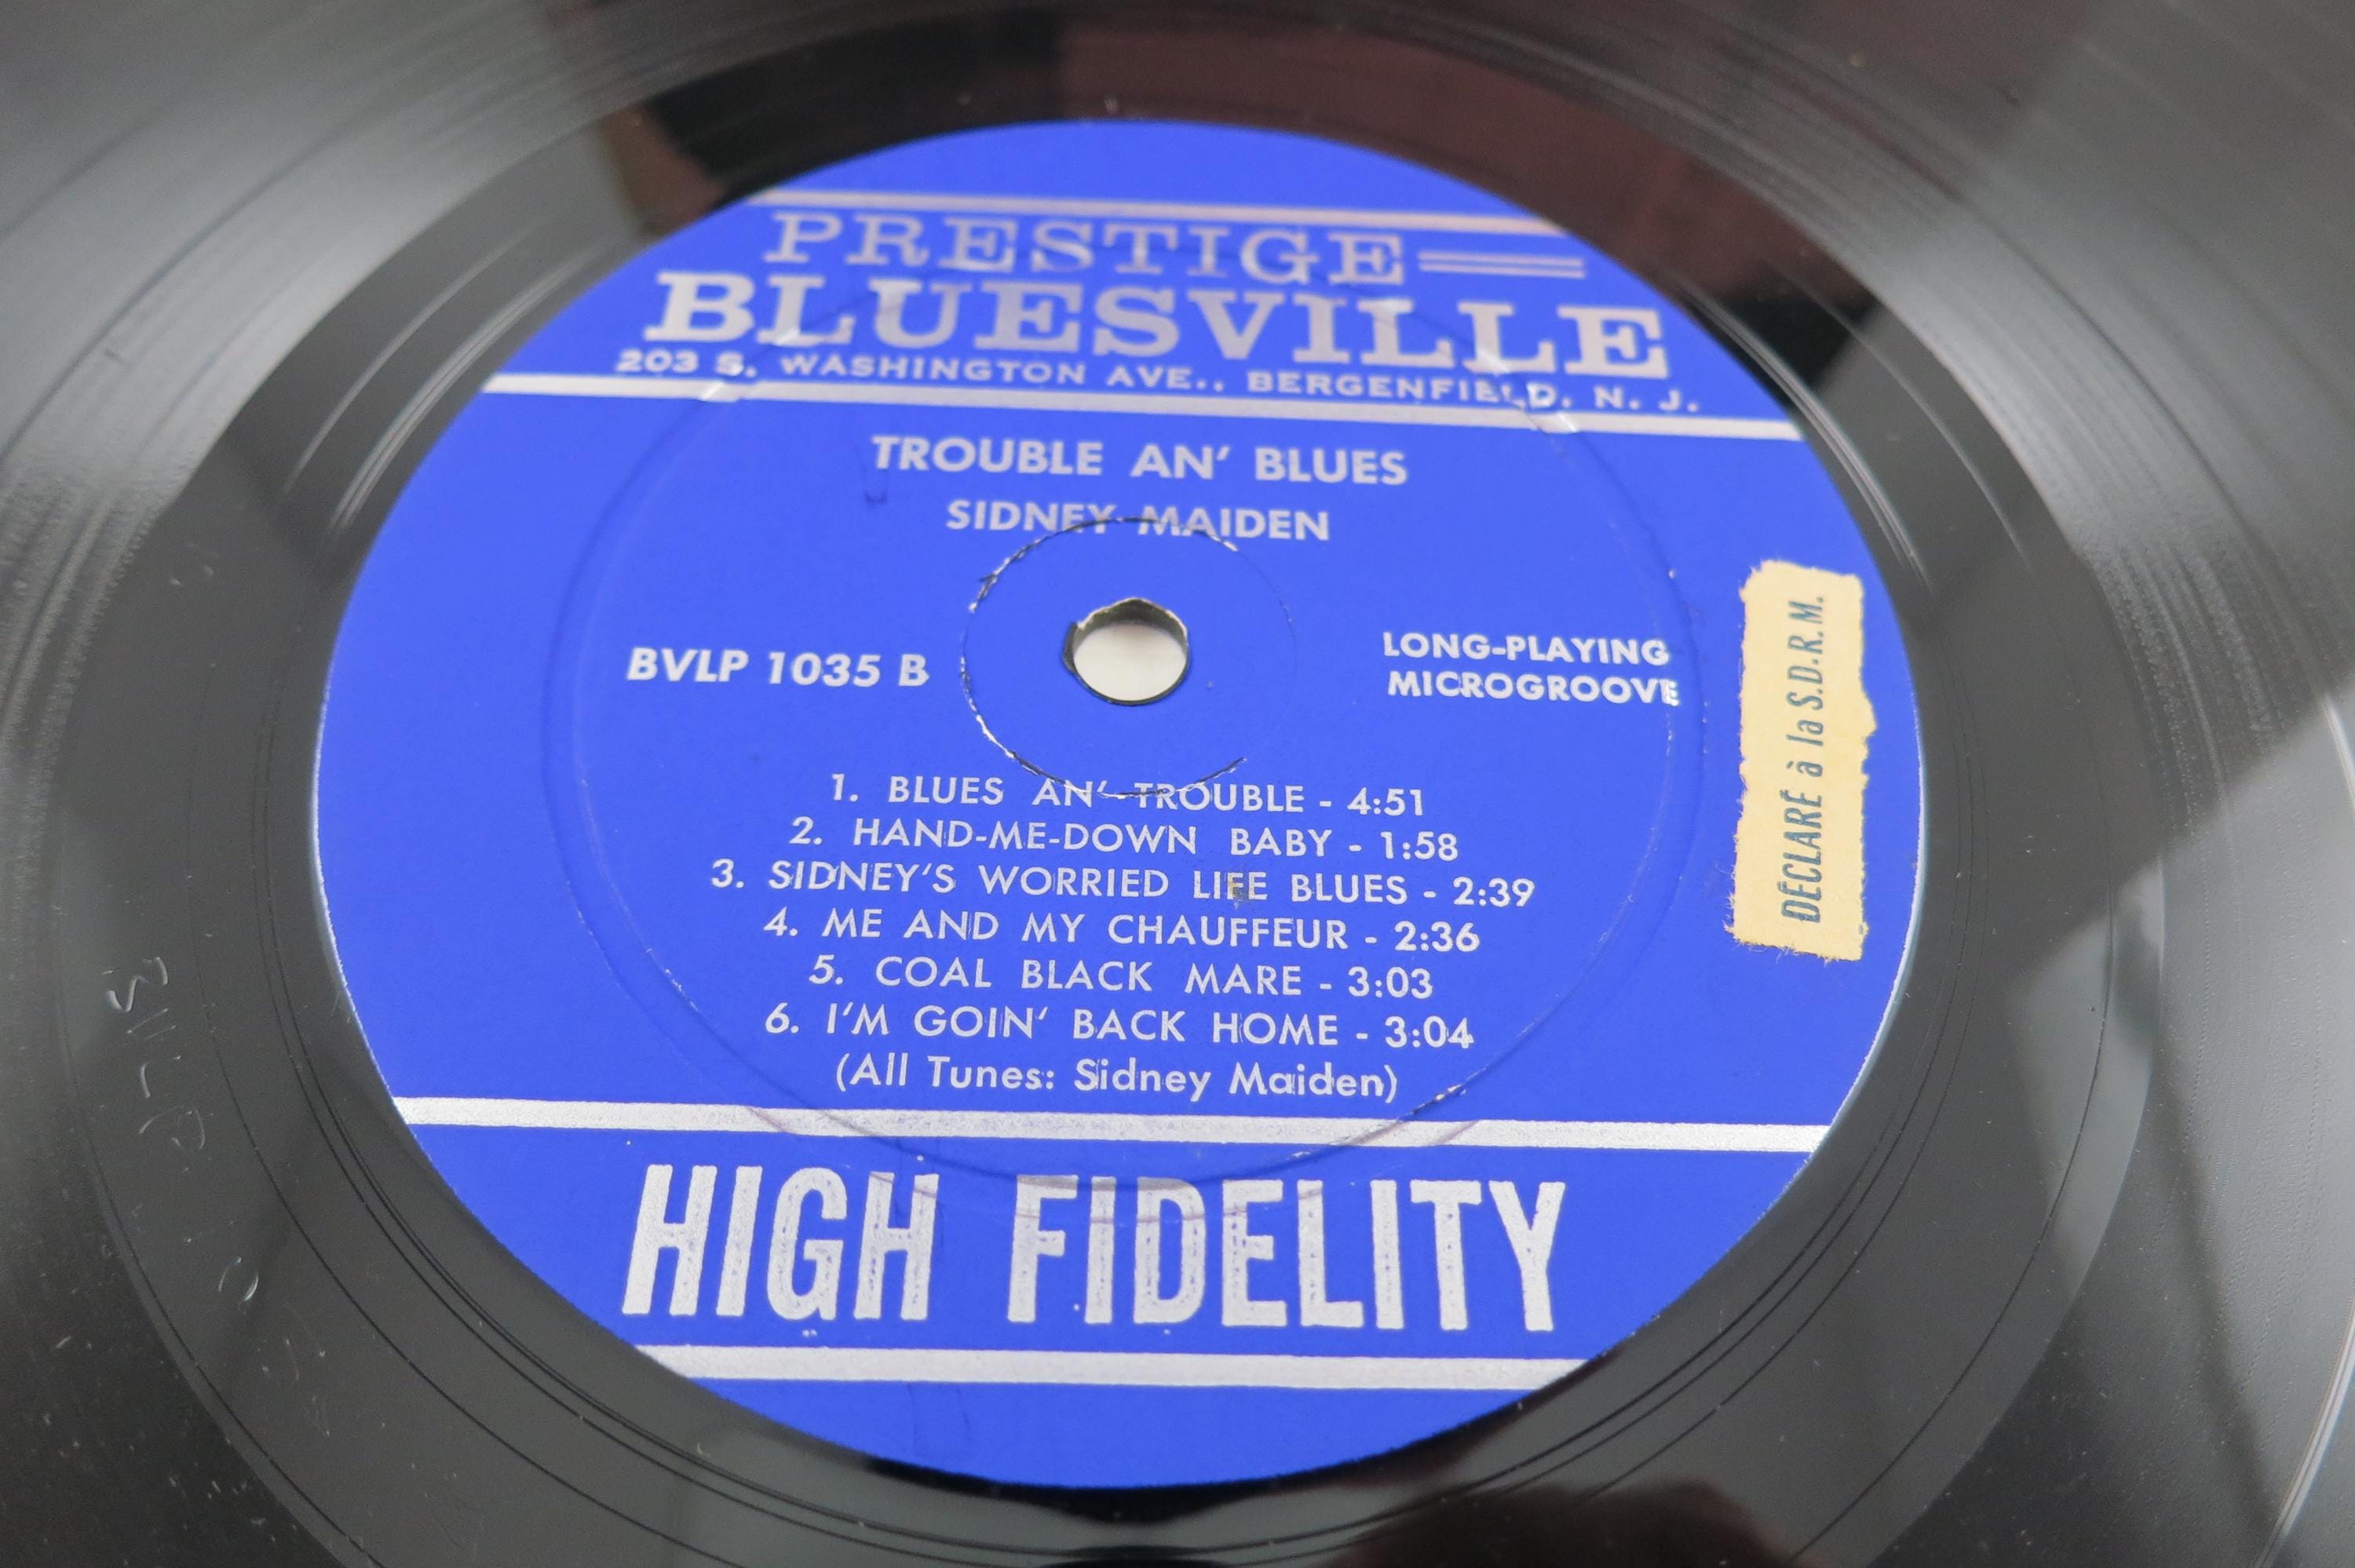 PRESTIGE
BLUESVILLE
203 S. WASHINGTON AVE., BERGENFIELD, N. J.
TROUBLE AN' BLUES
SIDNEY MAIDEN
BVLP 1035 B
LONG-PLAYING
MICROGROOVE
DÉCLARÉ à la S.D.R.M.
1. BLUES AN' TROUBLE - 4:51
2. HAND-ME-DOWN BABY - 1:58
3. SIDNEY'S WORRIED LIFE BLUES - 2:39
4. ME AND MY CHAUFFEUR - 2:36
5. COAL BLACK MARE - 3:03
6. I'M GOIN' BACK HOME - 3:04
(All Tunes: Sidney Maiden)
HIGH FIDELITY